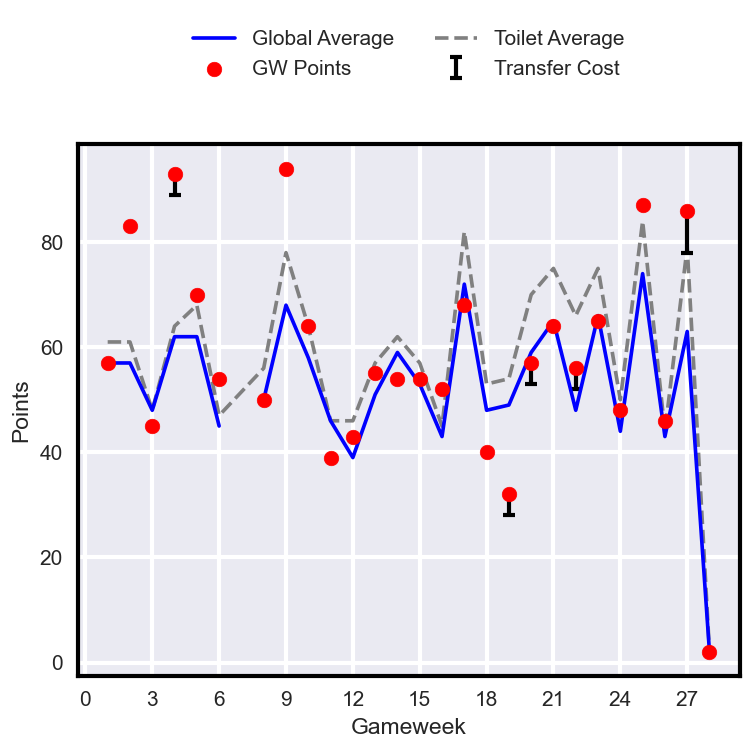 Global Average
Toilet Average
GW Points
Transfer Cost
80
60
40
20
0
Points
0 3 6 9 12 15 18 21 24 27
Gameweek